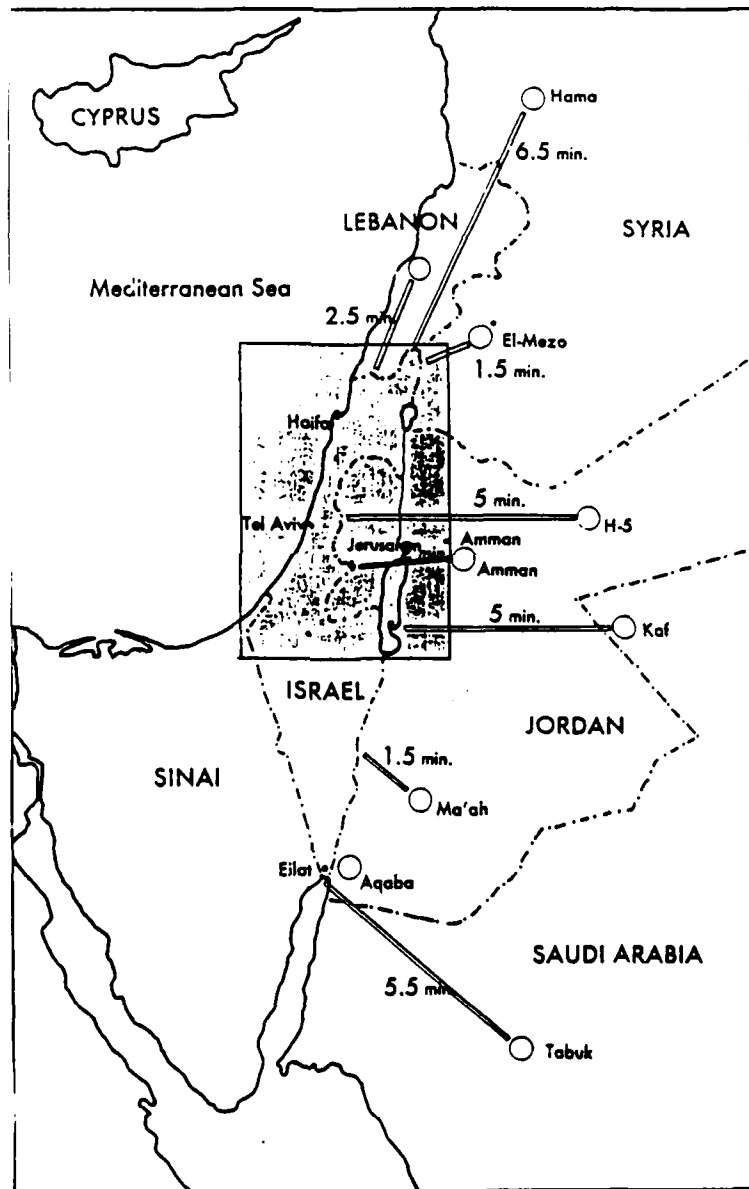 CYPRUS
Hama
6.5 min.
LEBANON
SYRIA
Mediterranean Sea
2.5 min.
El-Mezo
1.5 min.
Haifa
5 min.
H-5
Tel Aviv
Jerusalem
min.
Amman
Amman
5 min.
Kaf
ISRAEL
JORDAN
1.5 min.
SINAI
Ma'ah
Eilat
Aqaba
SAUDI ARABIA
5.5 min.
Tabuk